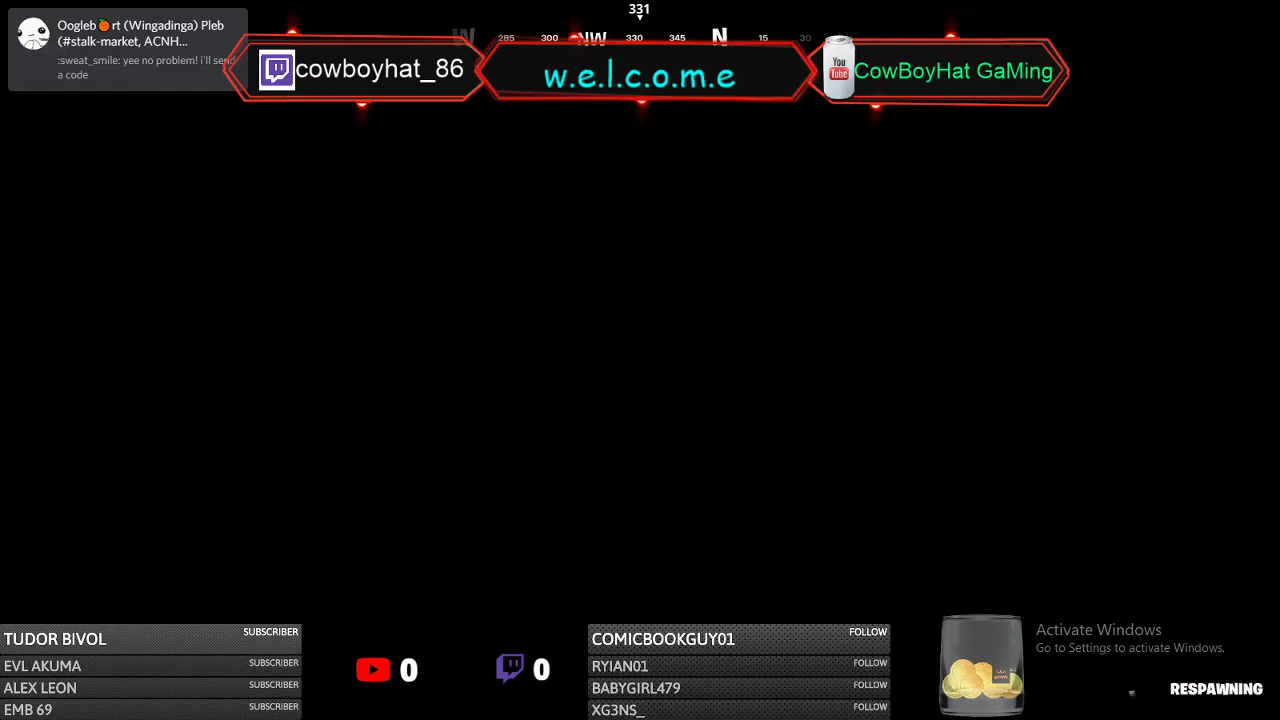 331
W 285 300 NW 330 345 N 15 30
Oogleb🍊rt (Wingadinga) Pleb
(#stalk-market, ACNH...
:sweat_smile: yee no problem! i'll send
a code
cowboyhat_86
w.e.l.c.o.m.e
You
Tube
CowBoyHat GaMing
TUDOR BIVOL SUBSCRIBER
EVL AKUMA SUBSCRIBER
ALEX LEON SUBSCRIBER
EMB 69 SUBSCRIBER
0
0
COMICBOOKGUY01 FOLLOW
RYIAN01 FOLLOW
BABYGIRL479 FOLLOW
XG3NS_ FOLLOW
Activate Windows
Go to Settings to activate Windows.
RESPAWNING